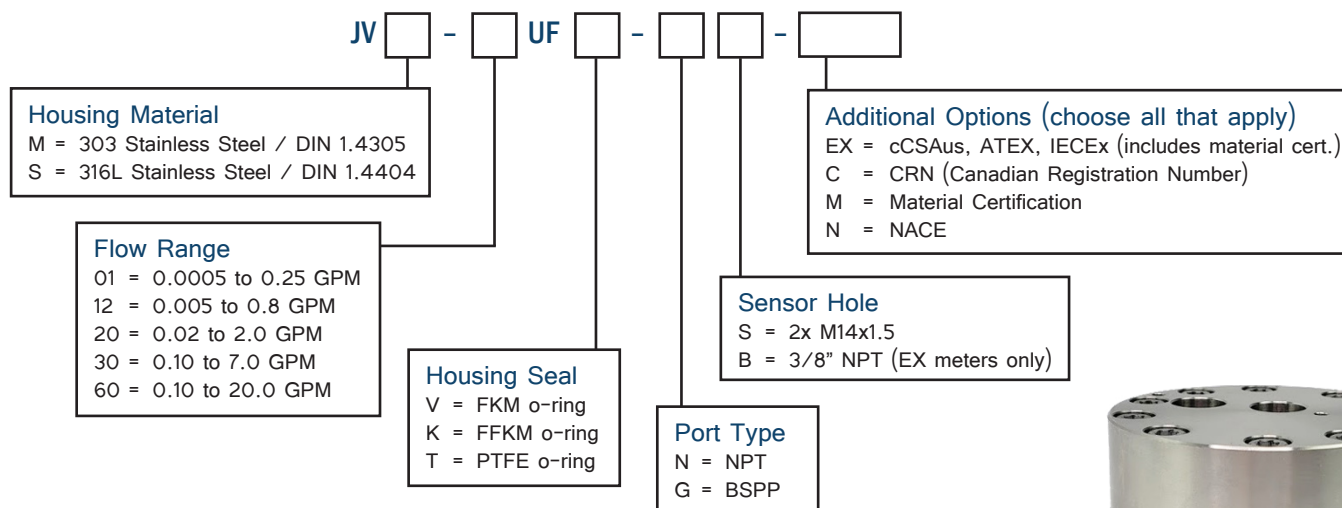 JV - UF - -
Housing Material
M = 303 Stainless Steel / DIN 1.4305
S = 316L Stainless Steel / DIN 1.4404
Flow Range
01 = 0.0005 to 0.25 GPM
12 = 0.005 to 0.8 GPM
20 = 0.02 to 2.0 GPM
30 = 0.10 to 7.0 GPM
60 = 0.10 to 20.0 GPM
Housing Seal
V = FKM o-ring
K = FFKM o-ring
T = PTFE o-ring
Port Type
N = NPT
G = BSPP
Sensor Hole
S = 2x M14x1.5
B = 3/8” NPT (EX meters only)
Additional Options (choose all that apply)
EX = cCSAus, ATEX, IECEx (includes material cert.)
C = CRN (Canadian Registration Number)
M = Material Certification
N = NACE